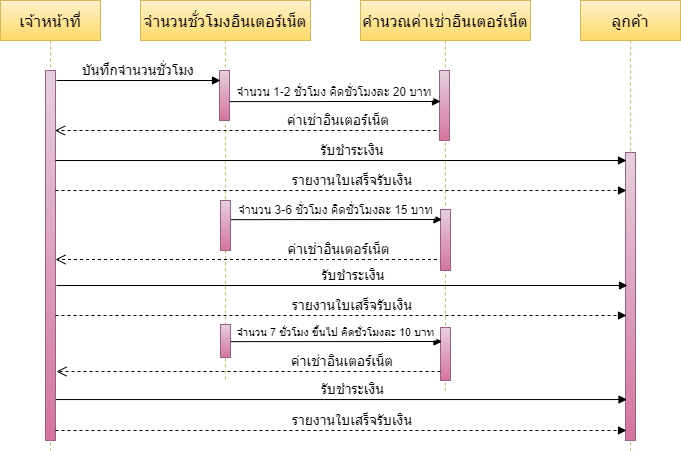 เจ้าหน้าที่
จำนวนชั่วโมงอินเตอร์เน็ต
คำนวณค่าเช่าอินเตอร์เน็ต
ลูกค้า
บันทึกจำนวนชั่วโมง
จำนวน 1-2 ชั่วโมง คิดชั่วโมงละ 20 บาท
ค่าเช่าอินเตอร์เน็ต
รับชำระเงิน
รายงานใบเสร็จรับเงิน
จำนวน 3-6 ชั่วโมง คิดชั่วโมงละ 15 บาท
ค่าเช่าอินเตอร์เน็ต
รับชำระเงิน
รายงานใบเสร็จรับเงิน
จำนวน 7 ชั่วโมง ขึ้นไป คิดชั่วโมงละ 10 บาท
ค่าเช่าอินเตอร์เน็ต
รับชำระเงิน
รายงานใบเสร็จรับเงิน